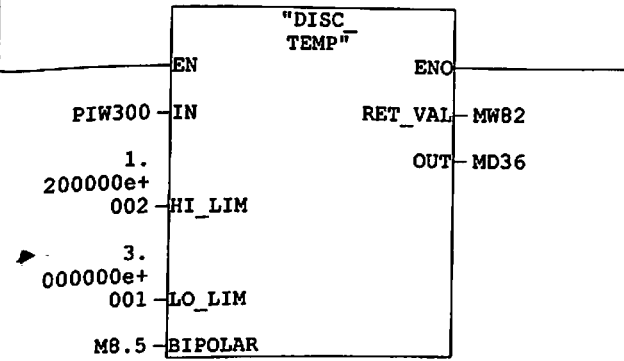 "DISC_
TEMP"
EN ENO
PIW300 IN RET_VAL MW82
1. OUT MD36
200000e+
002 HI_LIM
3.
000000e+
001 LO_LIM
M8.5 BIPOLAR